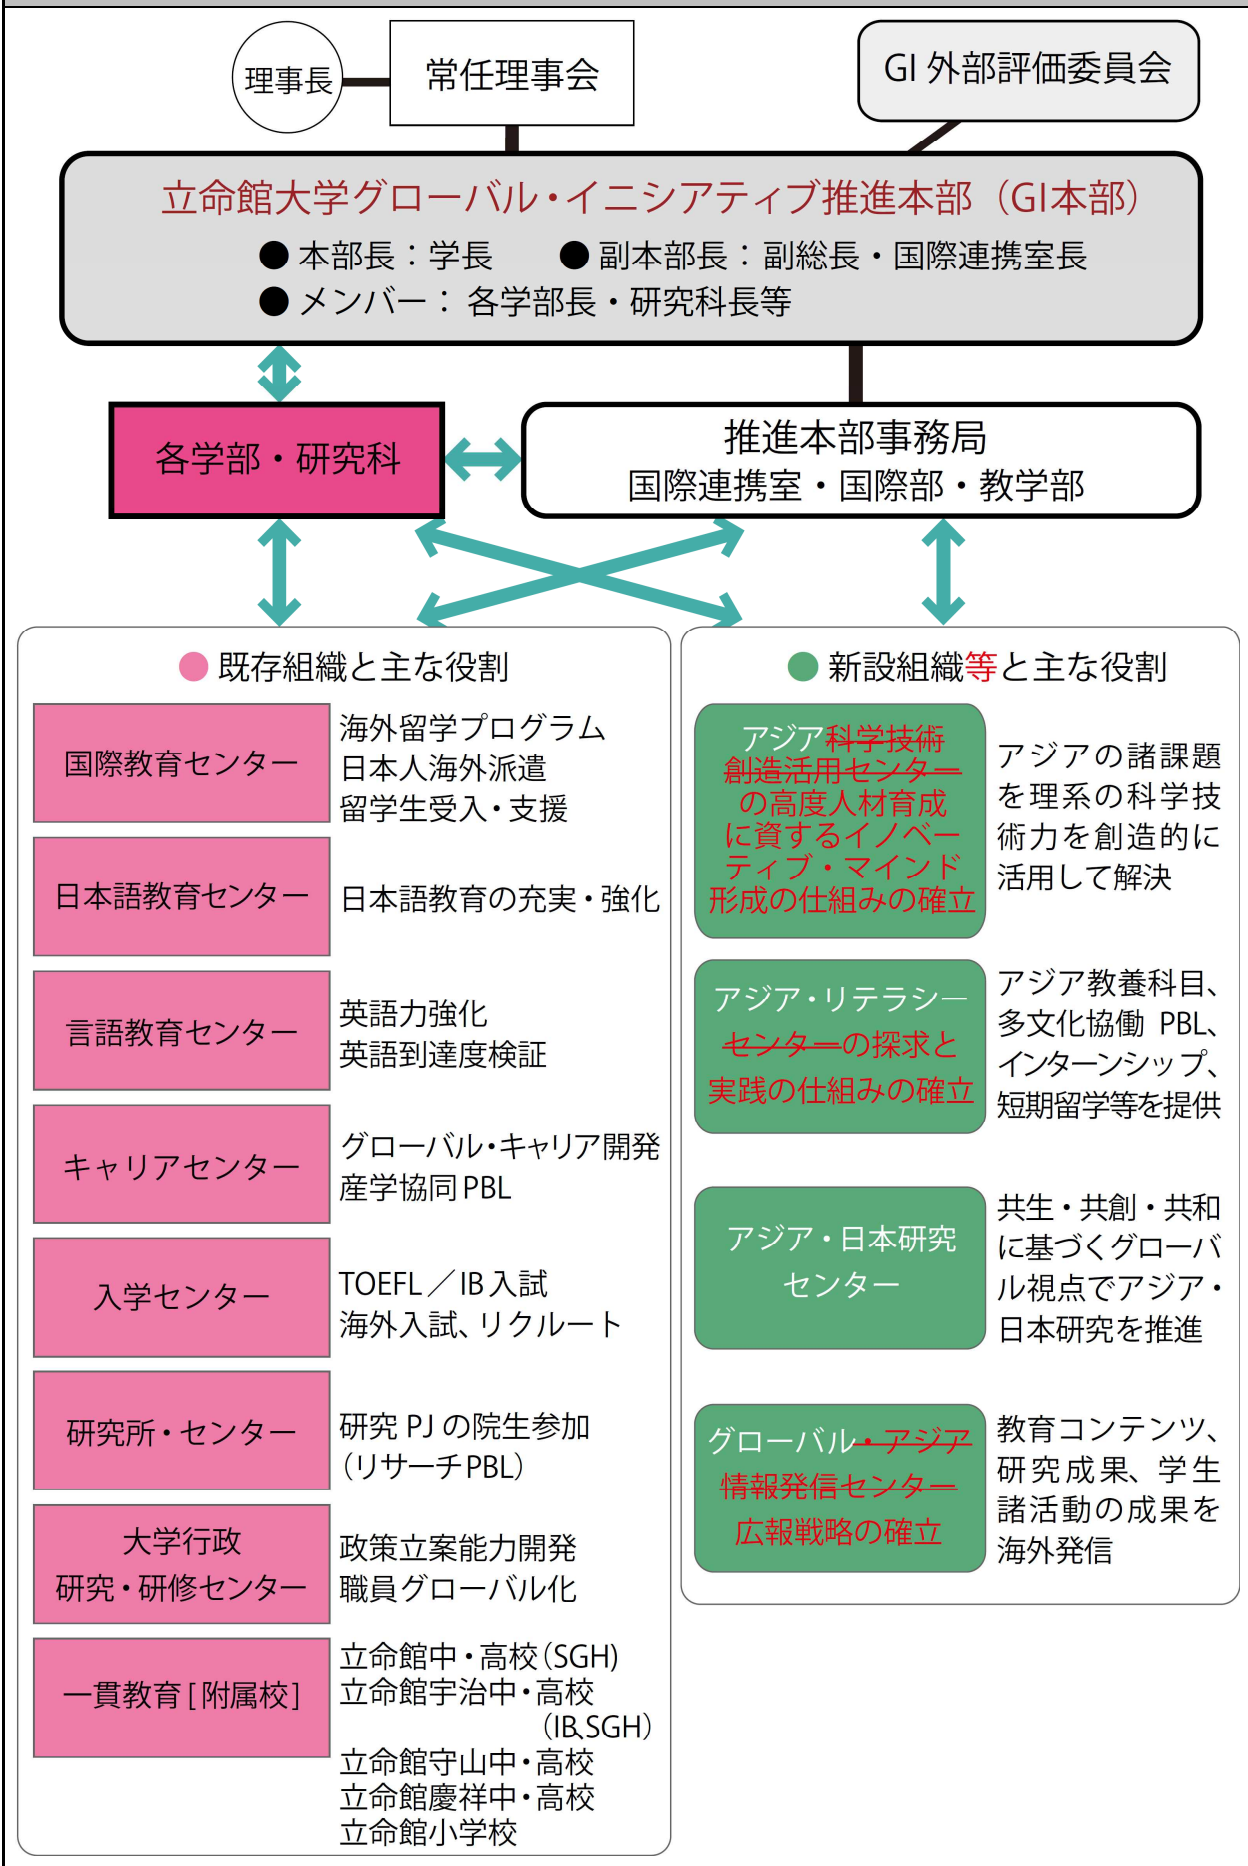 理事長
常任理事会
GI 外部評価委員会
立命館大学グローバル・イニシアティブ推進本部（GI本部）
● 本部長：学長 ● 副本部長：副総長・国際連携室長
● メンバー： 各学部長・研究科長等
各学部・研究科
推進本部事務局
国際連携室・国際部・教学部
● 既存組織と主な役割
国際教育センター
海外留学プログラム
日本人海外派遣
留学生受入・支援
日本語教育センター
日本語教育の充実・強化
言語教育センター
英語力強化
英語到達度検証
キャリアセンター
グローバル・キャリア開発
産学協同 PBL
入学センター
TOEFL ／ IB 入試
海外入試、リクルート
研究所・センター
研究 PJ の院生参加
（リサーチ PBL）
大学行政
研究・研修センター
政策立案能力開発
職員グローバル化
一貫教育 [ 附属校 ]
立命館中・高校（SGH)
立命館宇治中・高校
（IB、SGH）
立命館守山中・高校
立命館慶祥中・高校
立命館小学校
● 新設組織等と主な役割
アジア科学技術
創造活用センター
の高度人材育成
に資するイノベー
ティブ・マインド
形成の仕組みの確立
アジアの諸課題
を理系の科学技
術力を創造的に
活用して解決
アジア・リテラシー
センターの探求と
実践の仕組みの確立
アジア教養科目、
多文化協働 PBL、
インターンシップ、
短期留学等を提供
アジア・日本研究
センター
共生・共創・共和
に基づくグローバ
ル視点でアジア・
日本研究を推進
グローバル・アジア
情報発信センター
広報戦略の確立
教育コンテンツ、
研究成果、学生
諸活動の成果を
海外発信